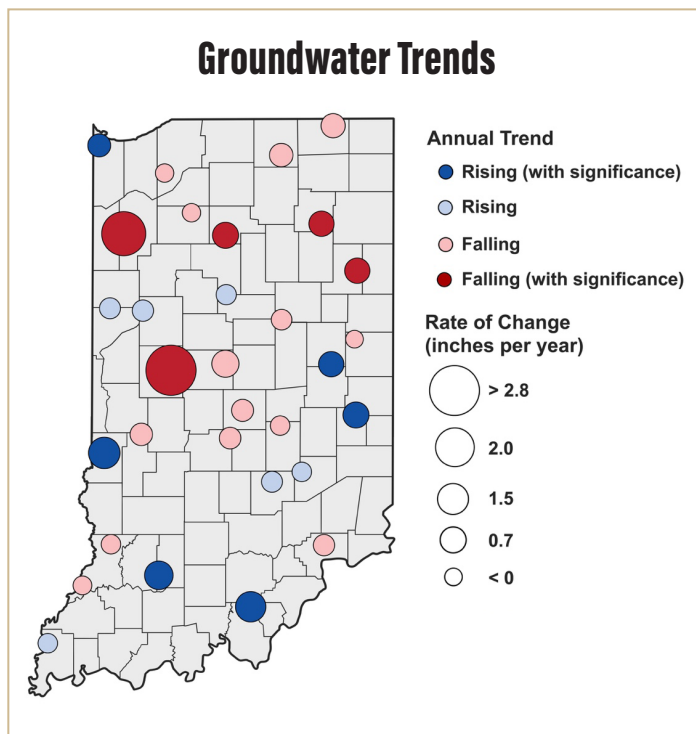 Groundwater Trends
Annual Trend
Rising (with significance)
Rising
Falling
Falling (with significance)
Rate of Change
(inches per year)
> 2.8
2.0
1.5
0.7
< 0